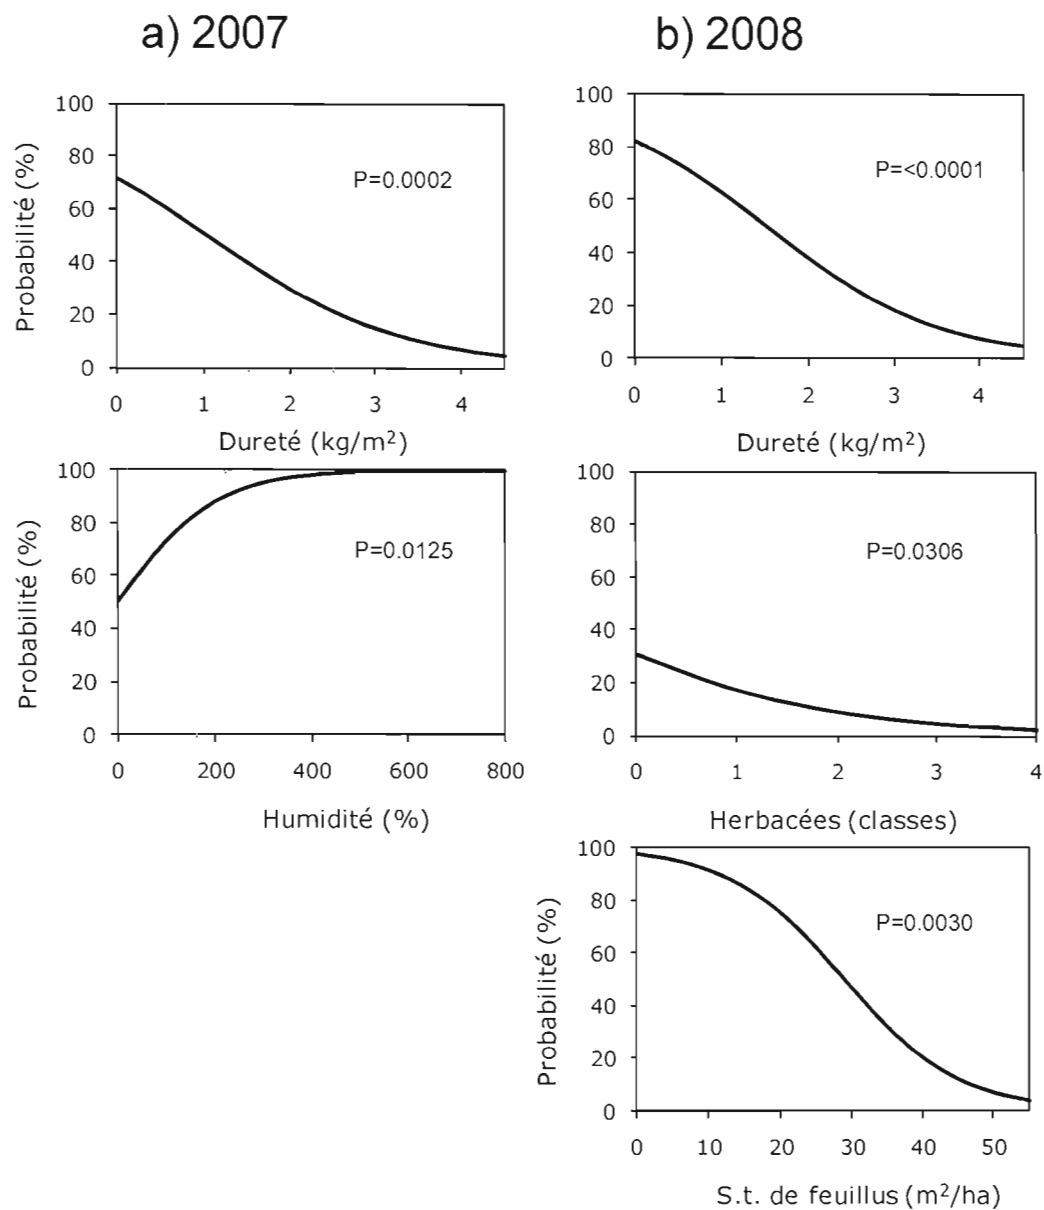 a) 2007
100
80
60
40
20
0
Probabilité (%)
P=0.0002
0 1 2 3 4
Dureté (kg/m²)
100
80
60
40
20
0
Probabilité (%)
P=0.0125
0 200 400 600 800
Humidité (%)
b) 2008
100
80
60
40
20
0
P=<0.0001
0 1 2 3 4
Dureté (kg/m²)
100
80
60
40
20
0
P=0.0306
0 1 2 3 4
Herbacées (classes)
100
80
60
40
20
0
Probabilité (%)
P=0.0030
0 10 20 30 40 50
S.t. de feuillus (m²/ha)